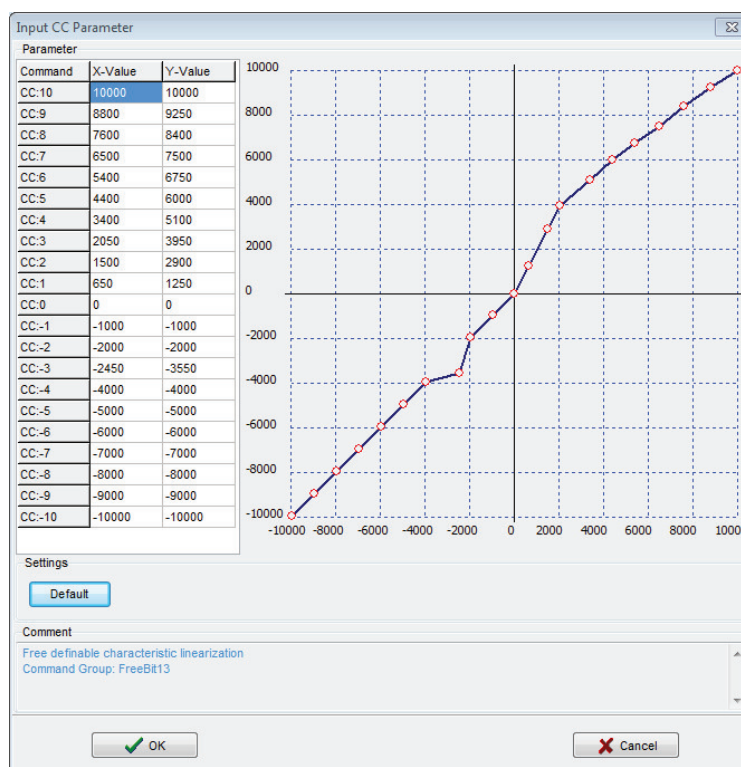 Input CC Parameter
Parameter
Command X-Value Y-Value
CC:10 10000 10000
CC:9 8800 9250
CC:8 7600 8400
CC:7 6500 7500
CC:6 5400 6750
CC:5 4400 6000
CC:4 3400 5100
CC:3 2050 3950
CC:2 1500 2900
CC:1 650 1250
CC:0 0 0
CC:-1 -1000 -1000
CC:-2 -2000 -2000
CC:-3 -2450 -3550
CC:-4 -4000 -4000
CC:-5 -5000 -5000
CC:-6 -6000 -6000
CC:-7 -7000 -7000
CC:-8 -8000 -8000
CC:-9 -9000 -9000
CC:-10 -10000 -10000
10000
8000
6000
4000
2000
0
-2000
-4000
-6000
-8000
-10000
-10000 -8000 -6000 -4000 -2000 0 2000 4000 6000 8000 1000
Settings
Default
Comment
Free definable characteristic linearization
Command Group: FreeBit13
OK
Cancel